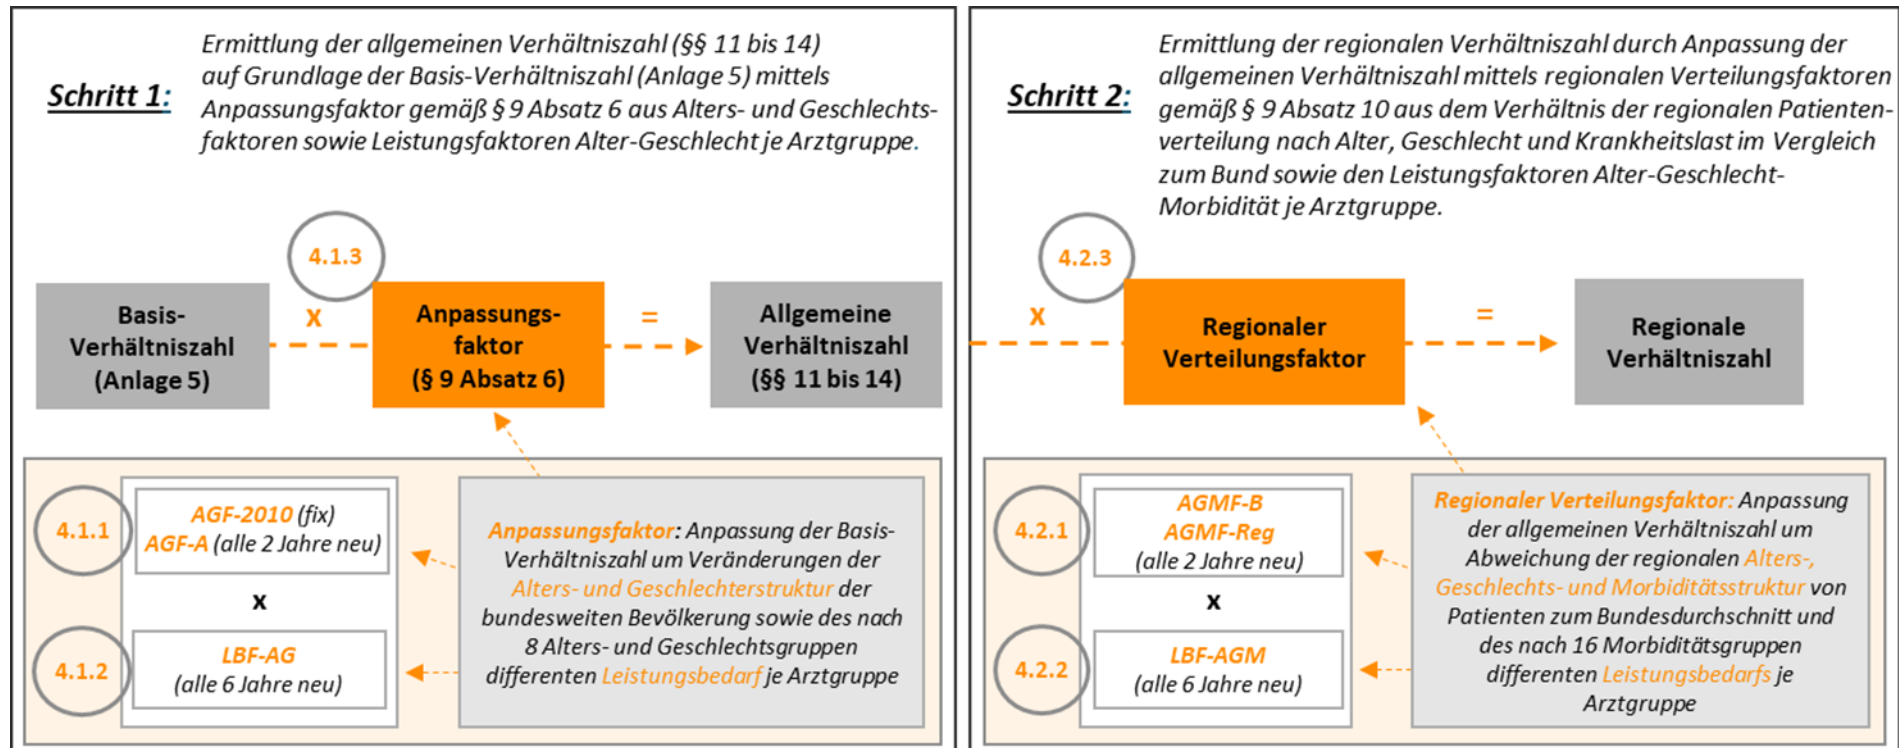 Schritt 1:
Ermittlung der allgemeinen Verhältniszahl (§§ 11 bis 14)
auf Grundlage der Basis-Verhältniszahl (Anlage 5) mittels
Anpassungsfaktor gemäß § 9 Absatz 6 aus Alters- und Geschlechts-
faktoren sowie Leistungsfaktoren Alter-Geschlecht je Arztgruppe.
4.1.3
Basis-
Verhältniszahl
(Anlage 5)
x
Anpassungs-
faktor
(§ 9 Absatz 6)
=
Allgemeine
Verhältniszahl
(§§ 11 bis 14)
4.1.1
AGF-2010 (fix)
AGF-A (alle 2 Jahre neu)
x
4.1.2
LBF-AG
(alle 6 Jahre neu)
Anpassungsfaktor: Anpassung der Basis-
Verhältniszahl um Veränderungen der
Alters- und Geschlechterstruktur der
bundesweiten Bevölkerung sowie des nach
8 Alters- und Geschlechtsgruppen
differenten Leistungsbedarf je Arztgruppe
Schritt 2:
Ermittlung der regionalen Verhältniszahl durch Anpassung der
allgemeinen Verhältniszahl mittels regionalen Verteilungsfaktoren
gemäß § 9 Absatz 10 aus dem Verhältnis der regionalen Patienten-
verteilung nach Alter, Geschlecht und Krankheitslast im Vergleich
zum Bund sowie den Leistungsfaktoren Alter-Geschlecht-
Morbidität je Arztgruppe.
4.2.3
x
Regionaler
Verteilungsfaktor
=
Regionale
Verhältniszahl
4.2.1
AGMF-B
AGMF-Reg
(alle 2 Jahre neu)
x
4.2.2
LBF-AGM
(alle 6 Jahre neu)
Regionaler Verteilungsfaktor: Anpassung
der allgemeinen Verhältniszahl um
Abweichung der regionalen Alters-,
Geschlechts- und Morbiditätsstruktur von
Patienten zum Bundesdurchschnitt und
des nach 16 Morbiditätsgruppen
differenten Leistungsbedarfs je
Arztgruppe